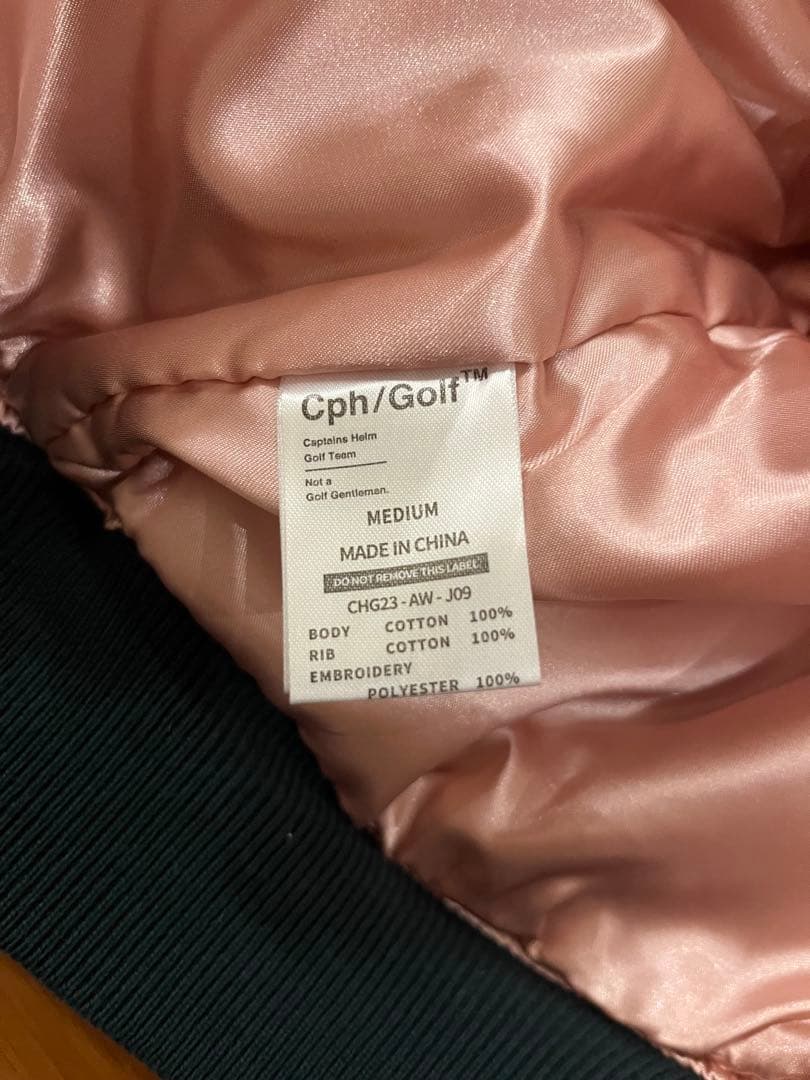 Cph/Golf™
Captains Helm
Golf Team
Not a
Golf Gentleman.
MEDIUM
MADE IN CHINA
DO NOT REMOVE THIS LABEL
CHG23-AW-J09
BODY COTTON 100%
RIB COTTON 100%
EMBROIDERY
POLYESTER 100%